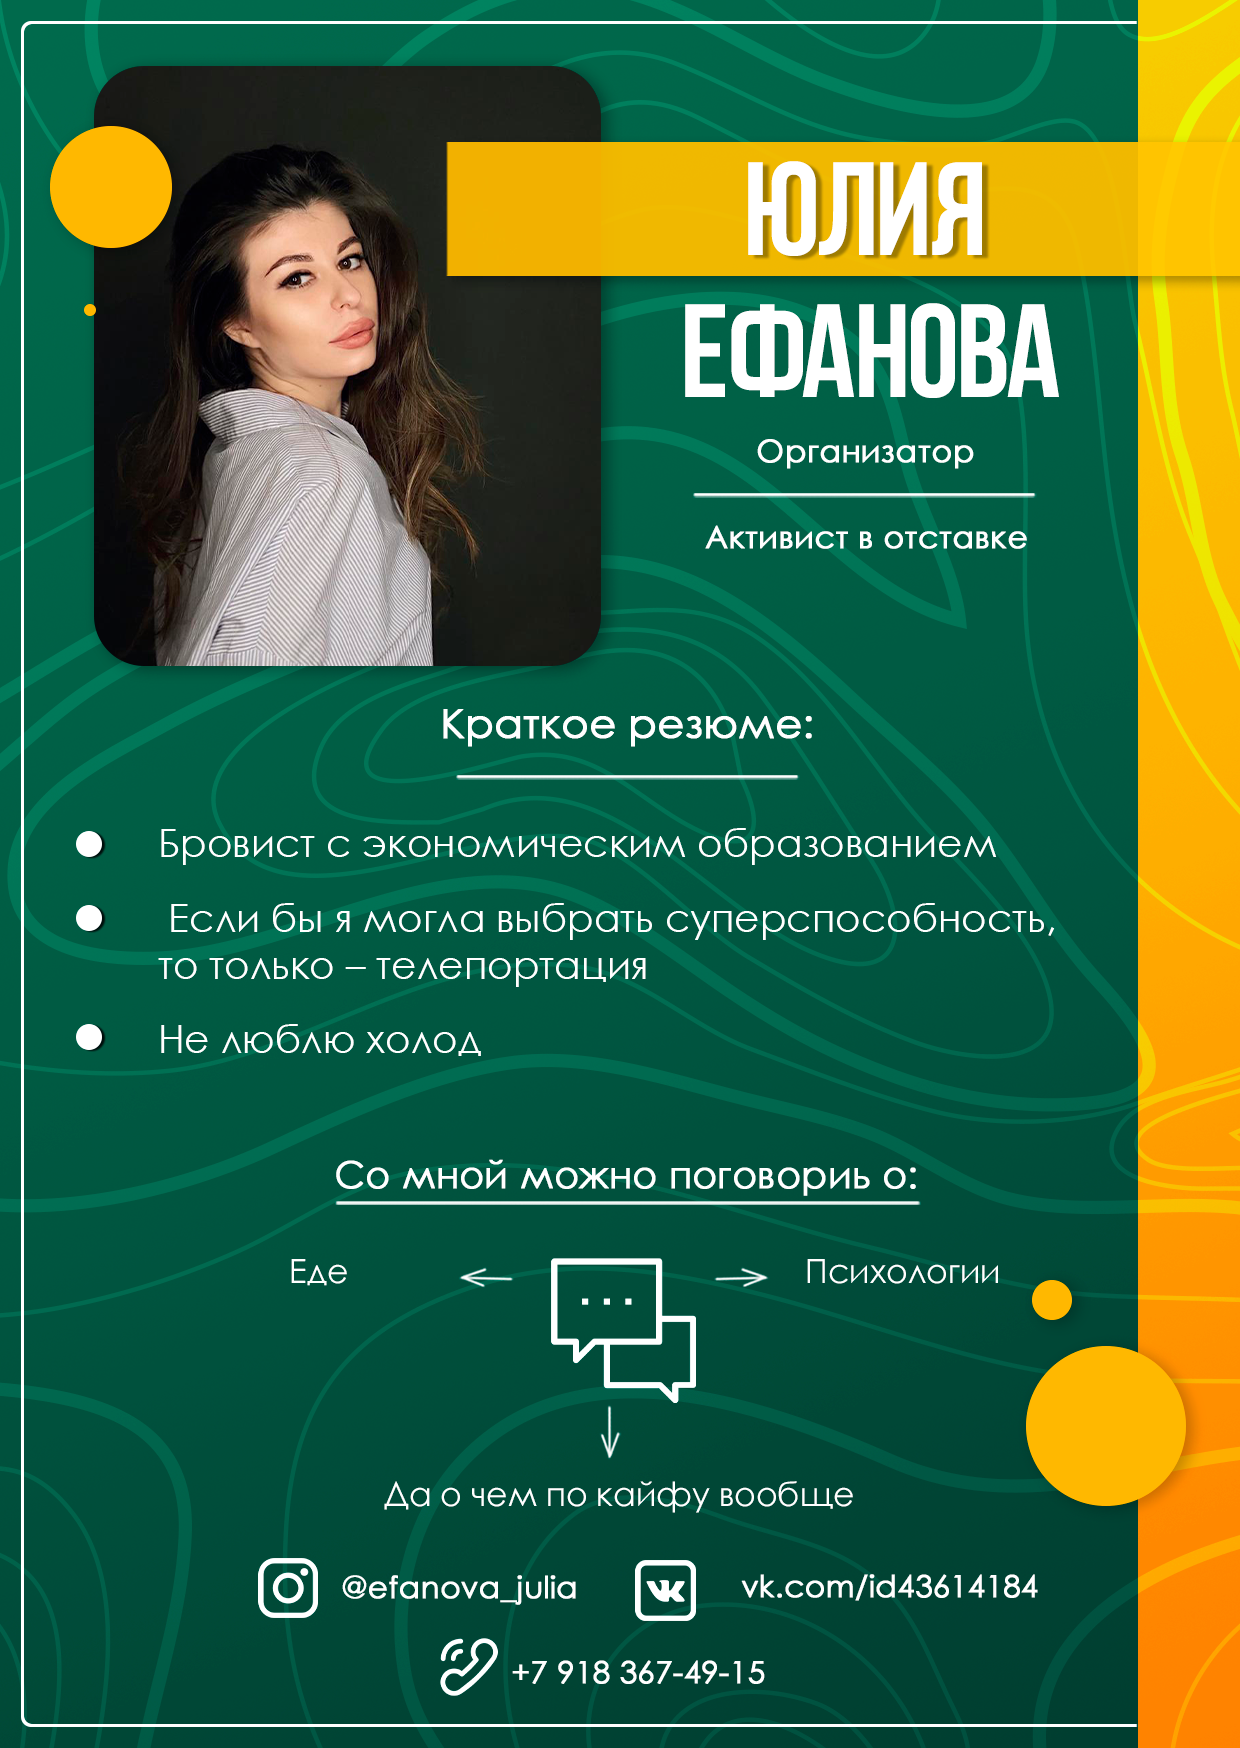 ЮЛИЯ
ЕФАНОВА
Организатор
Активист в отставке
Краткое резюме:
Бровист с экономическим образованием
Если бы я могла выбрать суперспособность,
то только – телепортация
Не люблю холод
Со мной можно поговориь о:
Еде
Психологии
Да о чем по кайфу вообще
@efanova_julia
vk.com/id43614184
+7 918 367-49-15